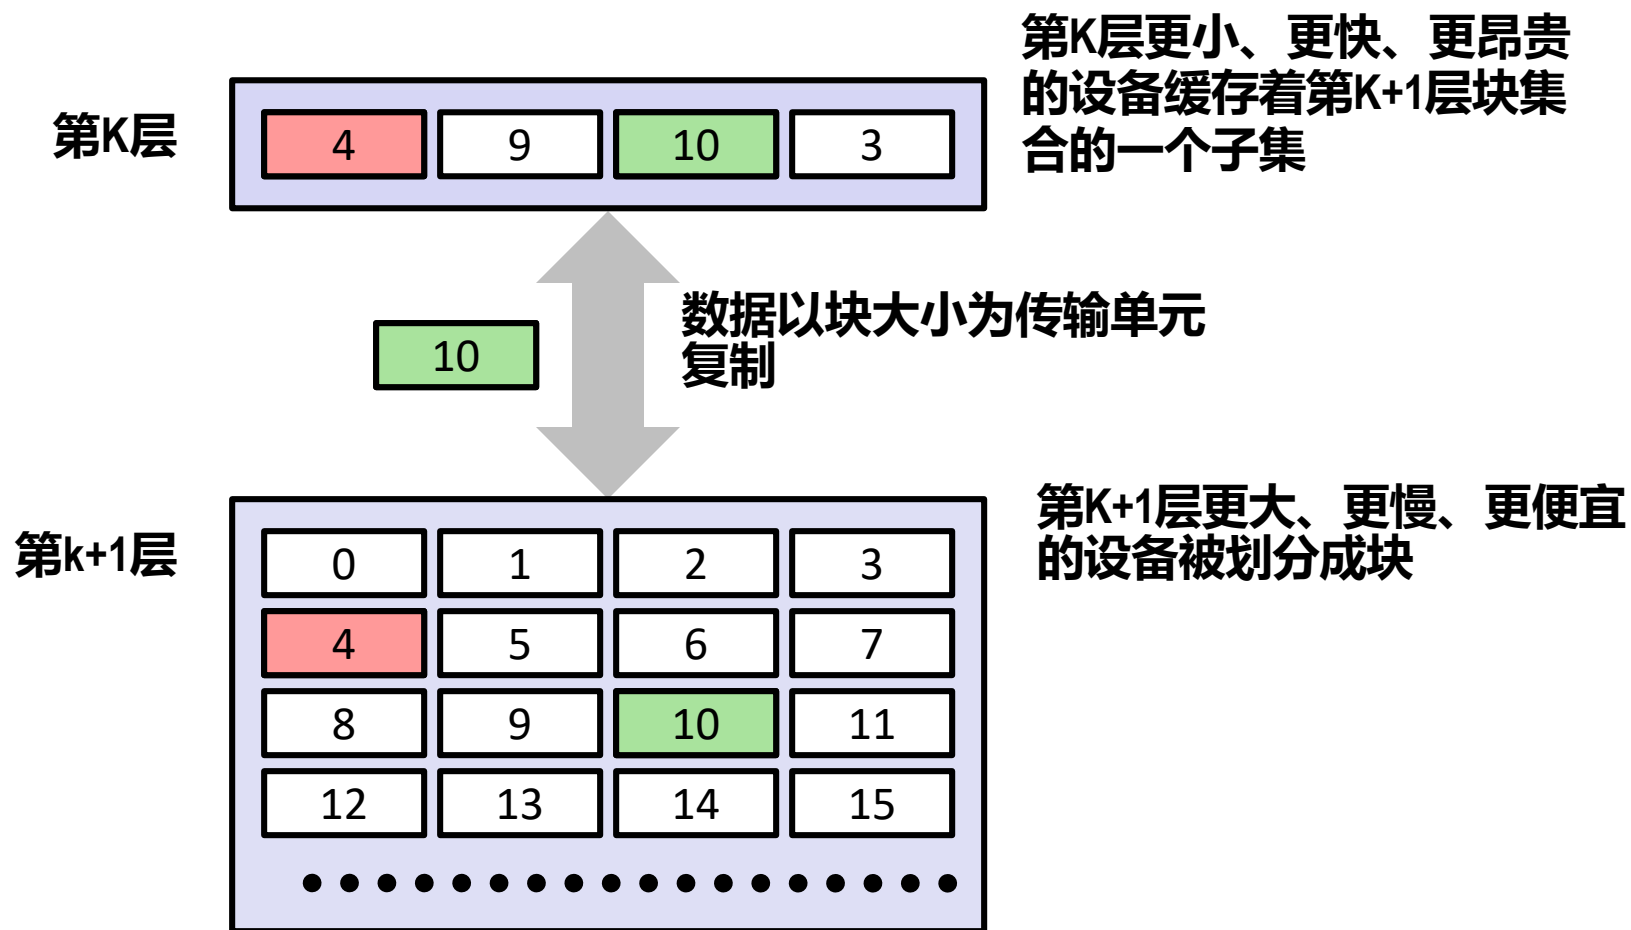 第K层更小、更快、更昂贵
的设备缓存着第K+1层块集
合的一个子集
第K层
4 9 10 3
数据以块大小为传输单元
复制
10
第K+1层更大、更慢、更便宜
的设备被划分成块
第k+1层
0 1 2 3
4 5 6 7
8 9 10 11
12 13 14 15